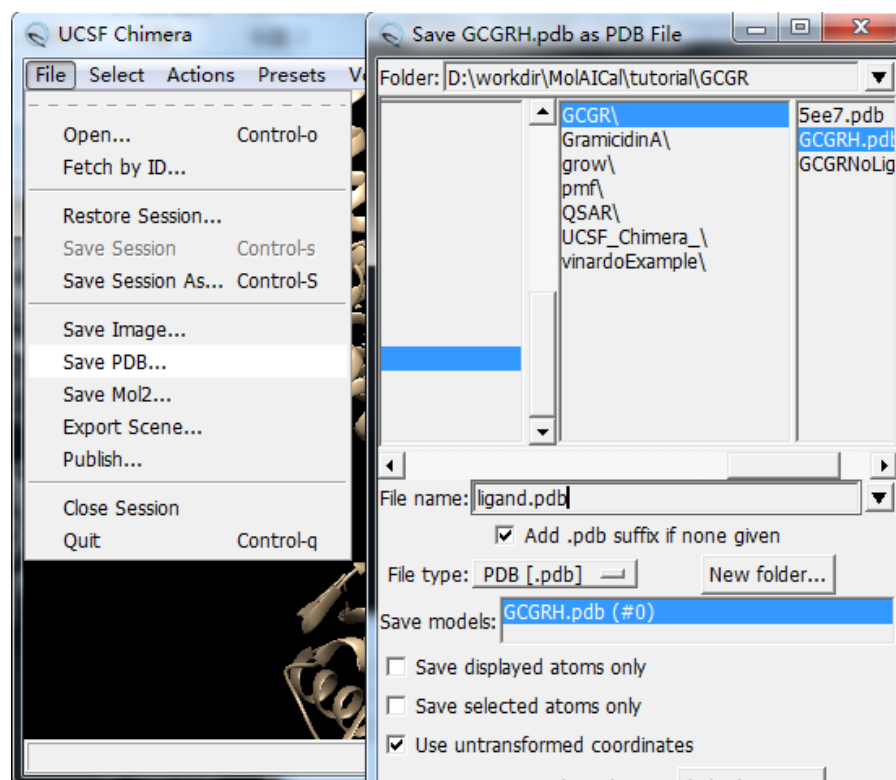 UCSF Chimera
File Select Actions Presets
Open... Control-o
Fetch by ID...
Restore Session...
Save Session Control-s
Save Session As... Control-S
Save Image...
Save PDB...
Save Mol2...
Export Scene...
Publish...
Close Session
Quit Control-q
Save GCGRH.pdb as PDB File
Folder: D:\workdir\MolAICal\tutorial\GCGR
GCGR\
GramicidinA\
grow\
pmf\
QSAR\
UCSF_Chimera_\
vinardoExample\
5ee7.pdb
GCGRH.pd
GCGRNoLig
File name: ligand.pdb
Add .pdb suffix if none given
File type: PDB [.pdb] New folder...
Save models: GCGRH.pdb (#0)
Save displayed atoms only
Save selected atoms only
Use untransformed coordinates